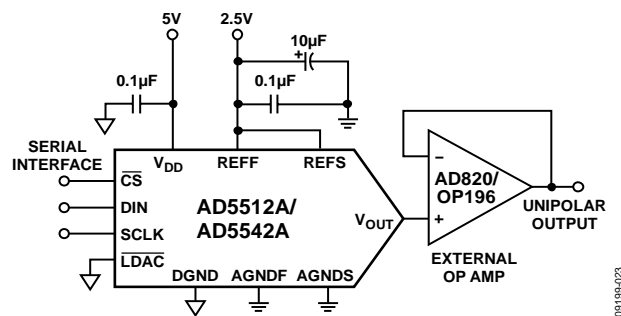 5V
2.5V
10µF
+
0.1µF
0.1µF
SERIAL
INTERFACE
VDD
REFF
REFS
CS
DIN
SCLK
LDAC
AD5512A/
AD5542A
VOUT
DGND
AGNDF
AGNDS
−
+
AD820/
OP196
UNIPOLAR
OUTPUT
EXTERNAL
OP AMP
09199-023